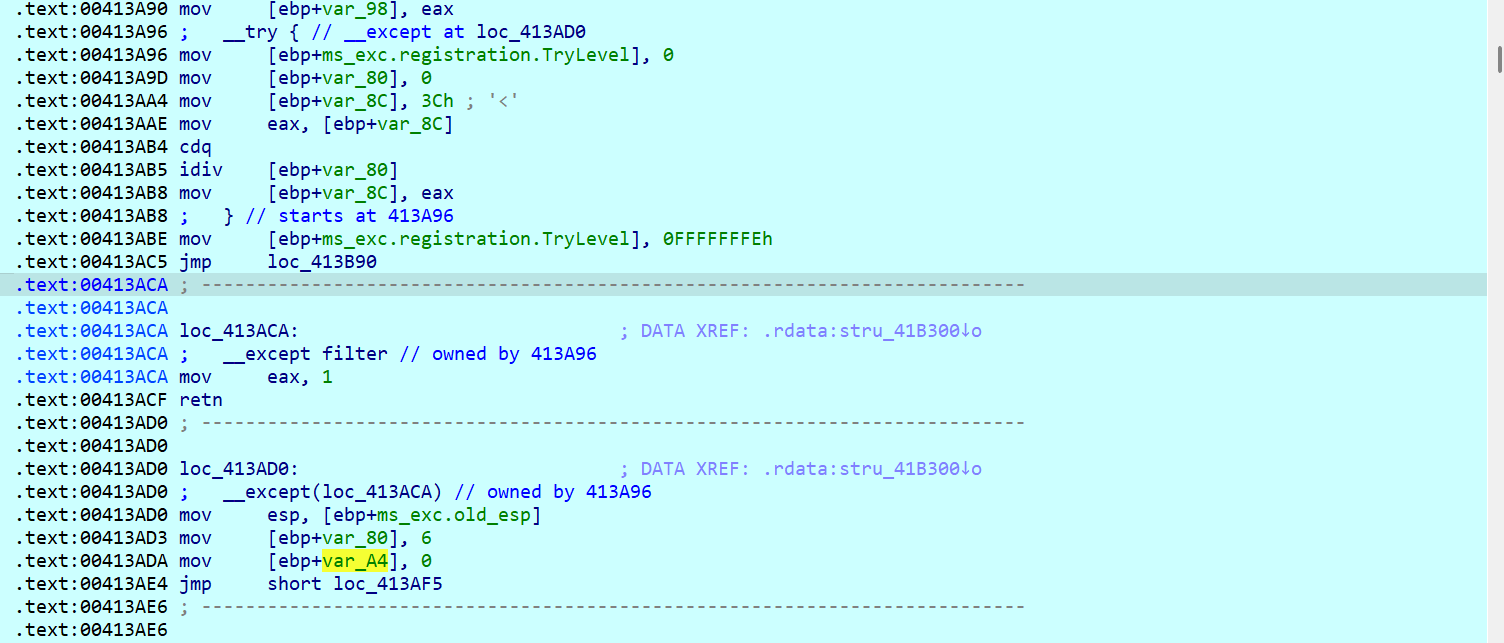 .text:00413A90 mov     [ebp+var_98], eax
.text:00413A96 ;   __try { // __except at loc_413AD0
.text:00413A96 mov     [ebp+ms_exc.registration.TryLevel], 0
.text:00413A9D mov     [ebp+var_80], 0
.text:00413AA4 mov     [ebp+var_8C], 3Ch ; '<'
.text:00413AAE mov     eax, [ebp+var_8C]
.text:00413AB4 cdq
.text:00413AB5 idiv    [ebp+var_80]
.text:00413AB8 mov     [ebp+var_8C], eax
.text:00413AB8 ;   } // starts at 413A96
.text:00413ABE mov     [ebp+ms_exc.registration.TryLevel], 0FFFFFFFEh
.text:00413AC5 jmp     loc_413B90
.text:00413ACA ; ---------------------------------------------------------------------------
.text:00413ACA
.text:00413ACA loc_413ACA:                             ; DATA XREF: .rdata:stru_41B300↓o
.text:00413ACA ;   __except filter // owned by 413A96
.text:00413ACA mov     eax, 1
.text:00413ACF retn
.text:00413AD0 ; ---------------------------------------------------------------------------
.text:00413AD0
.text:00413AD0 loc_413AD0:                             ; DATA XREF: .rdata:stru_41B300↓o
.text:00413AD0 ;   __except(loc_413ACA) // owned by 413A96
.text:00413AD0 mov     esp, [ebp+ms_exc.old_esp]
.text:00413AD3 mov     [ebp+var_80], 6
.text:00413ADA mov     [ebp+var_A4], 0
.text:00413AE4 jmp     short loc_413AF5
.text:00413AE6 ; ---------------------------------------------------------------------------
.text:00413AE6